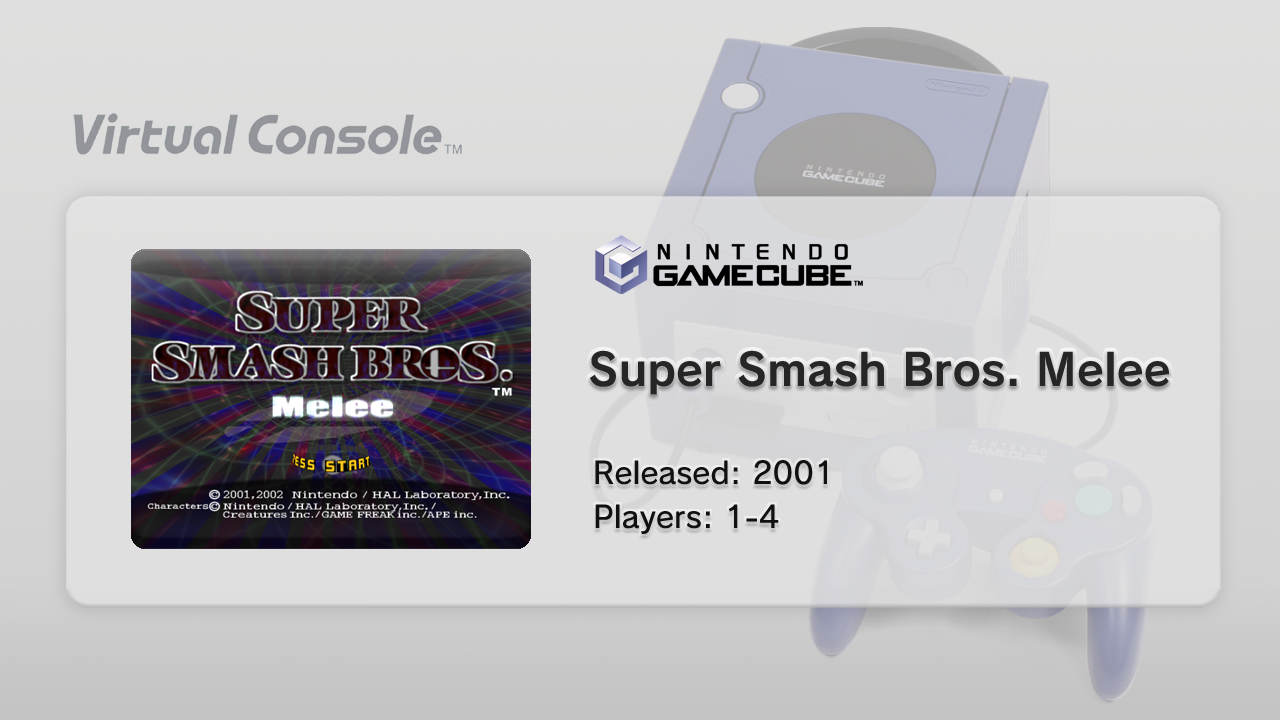 Virtual Console™
NINTENDO
GAMECUBE
NINTENDO
GAMECUBE™
SUPER
SMASH BROS.™
Melee
Super Smash Bros. Melee
START
© 2001,2002 Nintendo / HAL Laboratory,Inc.
Characters© Nintendo / HAL Laboratory,Inc. /
Creatures Inc./GAME FREAK inc./APE inc.
Released: 2001
Players: 1-4
NINTENDO
GAMECUBE